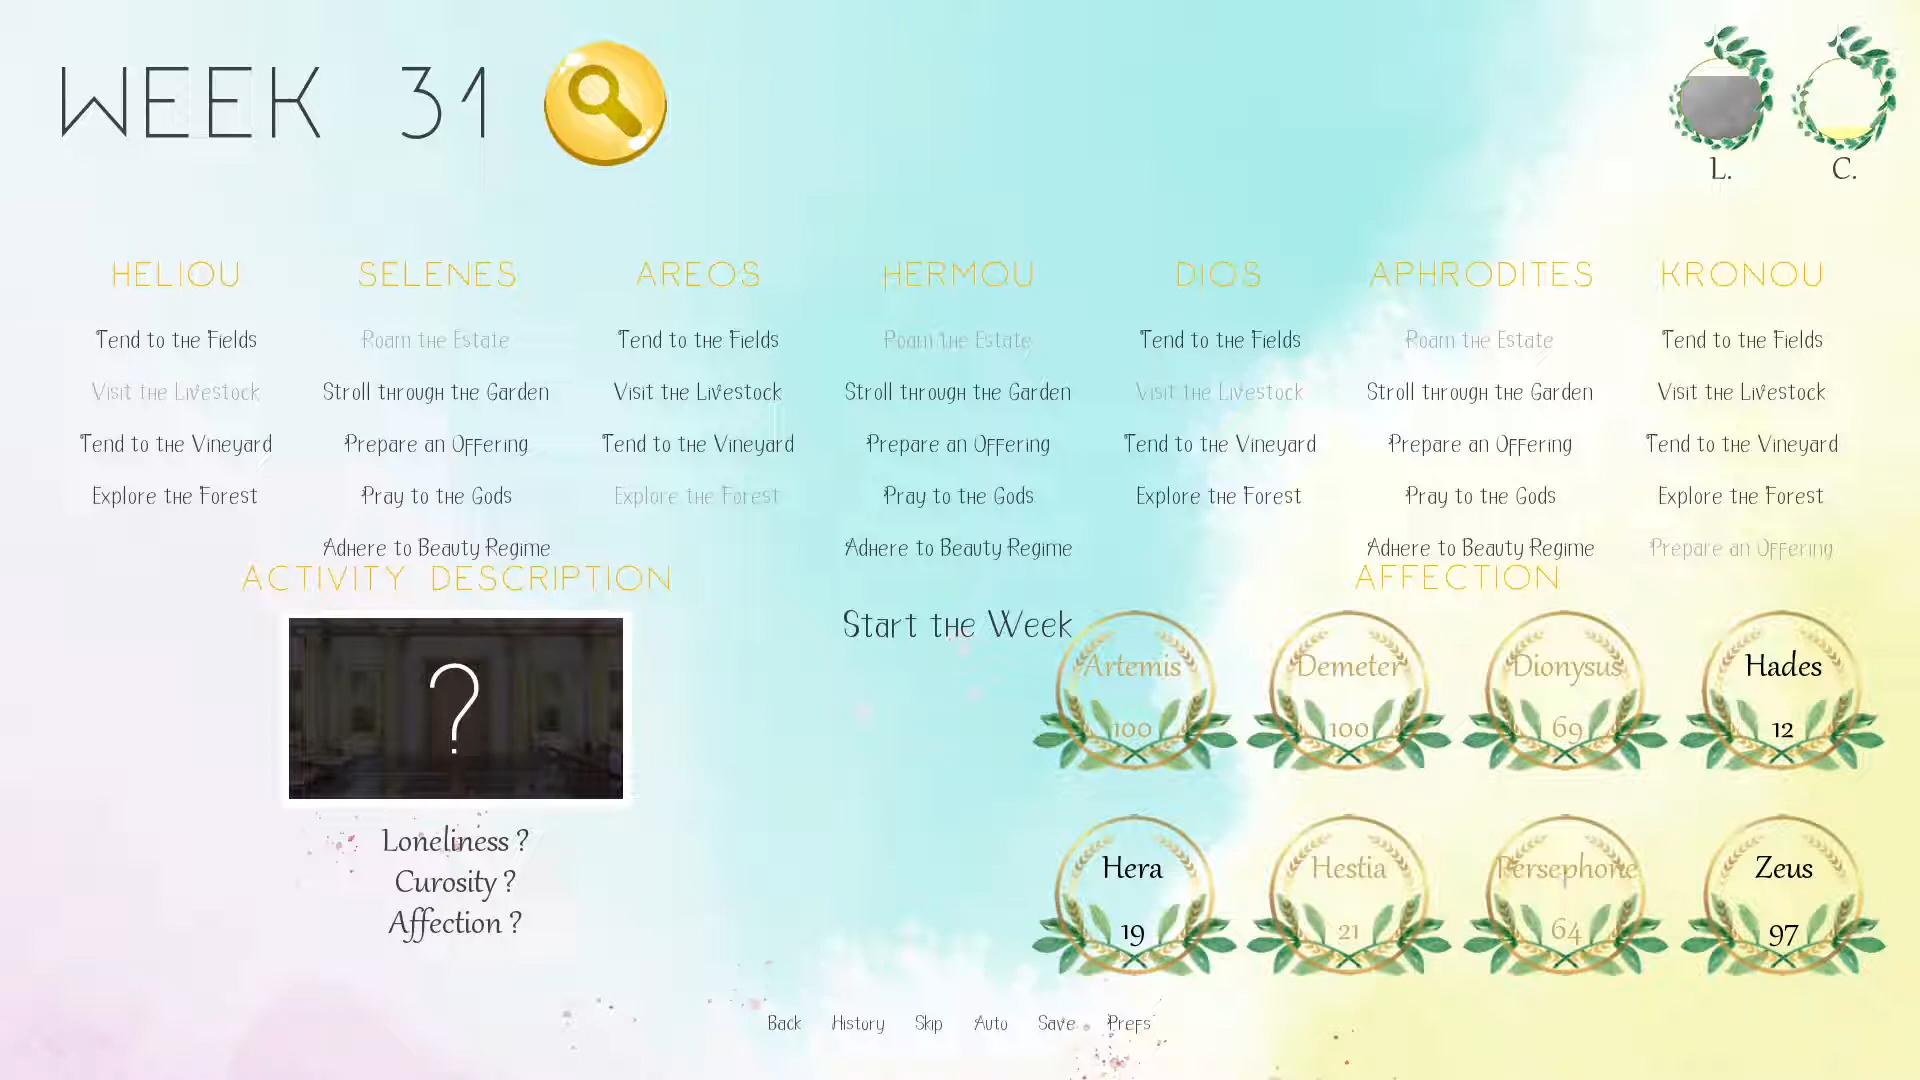 WEEK 31
L. C.
HELIOU SELENES AREOS HERMOU DIOS APHRODITES KRONOU
Tend to the Fields Roam the Estate Tend to the Fields Roam the Estate Tend to the Fields Roam the Estate Tend to the Fields
Visit the Livestock Stroll through the Garden Visit the Livestock Stroll through the Garden Visit the Livestock Stroll through the Garden Visit the Livestock
Tend to the Vineyard Prepare an Offering Tend to the Vineyard Prepare an Offering Tend to the Vineyard Prepare an Offering Tend to the Vineyard
Explore the Forest Pray to the Gods Explore the Forest Pray to the Gods Explore the Forest Pray to the Gods Explore the Forest
Adhere to Beauty Regime Adhere to Beauty Regime Adhere to Beauty Regime Prepare an Offering
ACTIVITY DESCRIPTION
?
Loneliness ?
Curosity ?
Affection ?
Start the Week
AFFECTION
Artemis Demeter Dionysus Hades
100 100 69 12
Hera Hestia Persephone Zeus
19 21 64 97
Back History Skip Auto Save Prefs